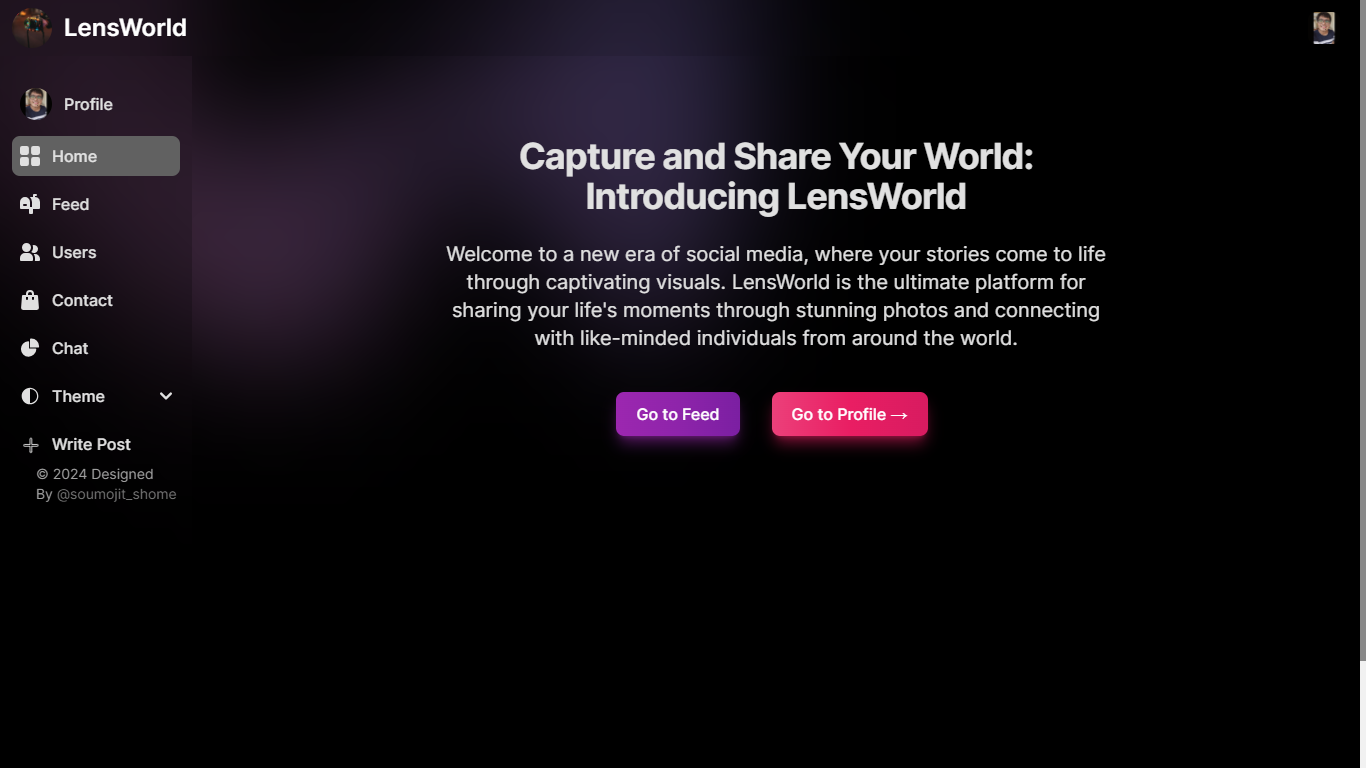 LensWorld
Profile
Home
Feed
Users
Contact
Chat
Theme
Write Post
© 2024 Designed
By @soumojit_shome
Capture and Share Your World:
Introducing LensWorld
Welcome to a new era of social media, where your stories come to life
through captivating visuals. LensWorld is the ultimate platform for
sharing your life's moments through stunning photos and connecting
with like-minded individuals from around the world.
Go to Feed
Go to Profile →